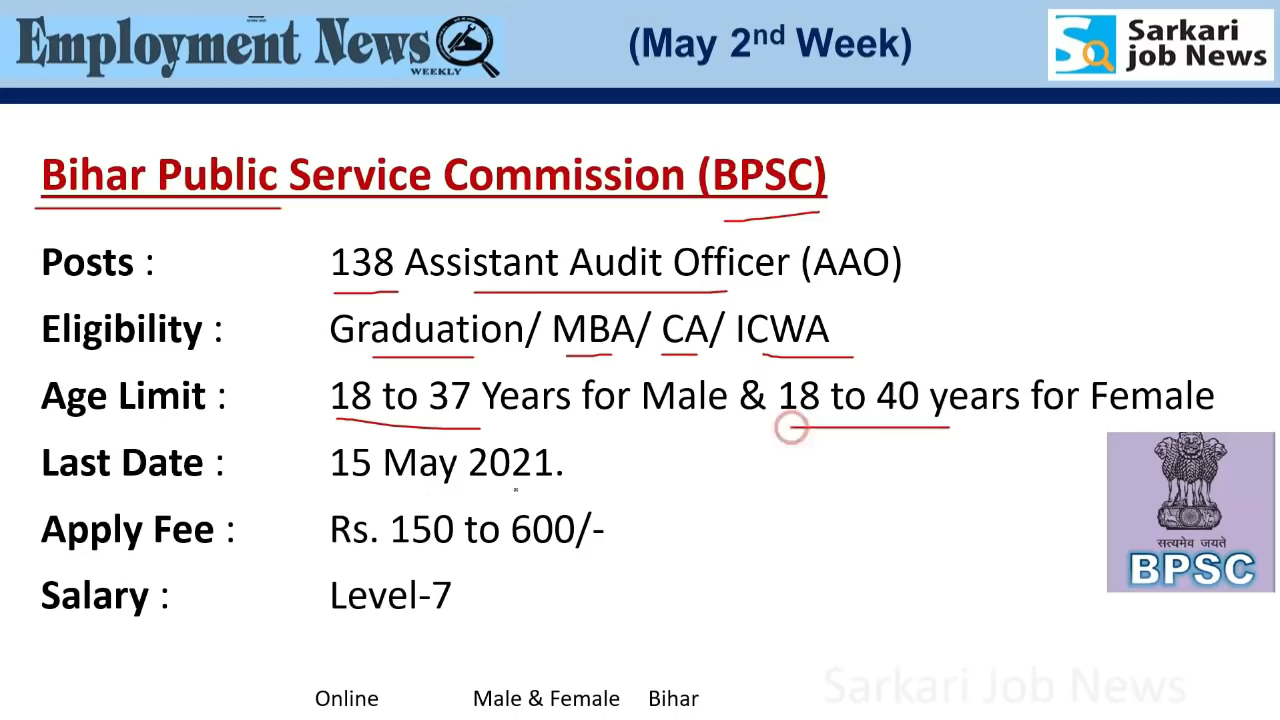 Employment News
WEEKLY
(May 2nd Week)
Sarkari
job News
Bihar Public Service Commission (BPSC)
Posts : 138 Assistant Audit Officer (AAO)
Eligibility : Graduation/ MBA/ CA/ ICWA
Age Limit : 18 to 37 Years for Male & 18 to 40 years for Female
Last Date : 15 May 2021.
Apply Fee : Rs. 150 to 600/-
Salary : Level-7
सत्यमेव जयते
BPSC
Online Male & Female Bihar
Sarkari Job News